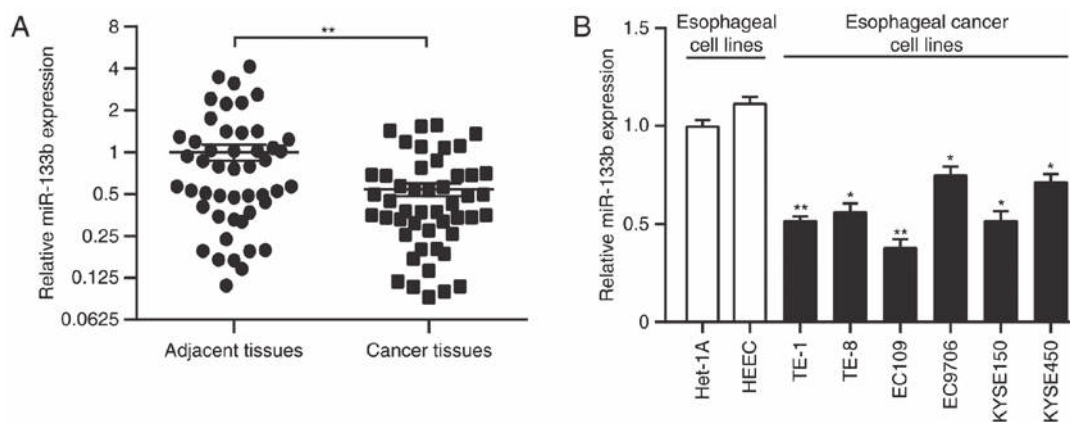 A
Relative miR-133b expression
8
4
2
1
0.5
0.25
0.125
0.0625
**
Adjacent tissues
Cancer tissues
B
Relative miR-133b expression
1.5
1.0
0.5
0
Esophageal
cell lines
Esophageal cancer
cell lines
**
*
**
*
*
*
Het-1A
HEEC
TE-1
TE-8
EC109
EC9706
KYSE150
KYSE450